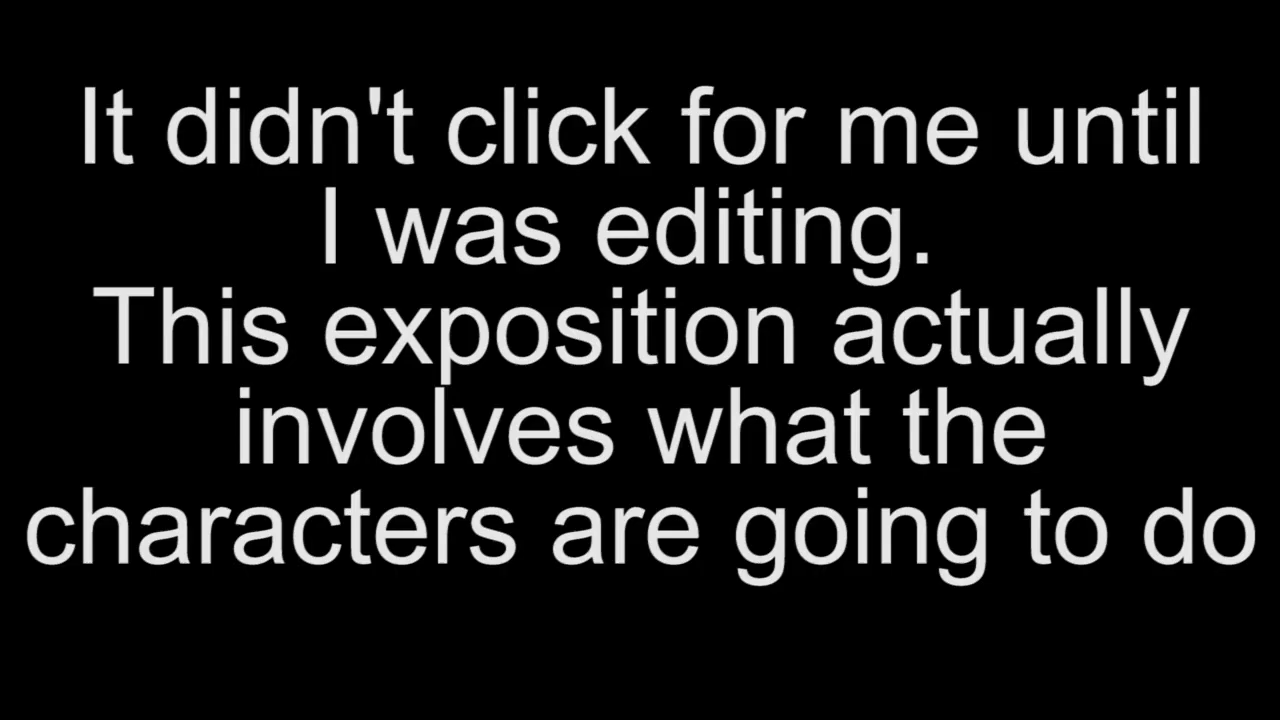 It didn't click for me until
I was editing.
This exposition actually
involves what the
characters are going to do